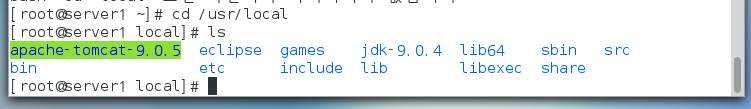 [root@server1 ~]# cd /usr/local
[root@server1 local]# ls
apache-tomcat-9.0.5 eclipse games jdk-9.0.4 lib64 sbin src
bin etc include lib libexec share
[root@server1 local]#